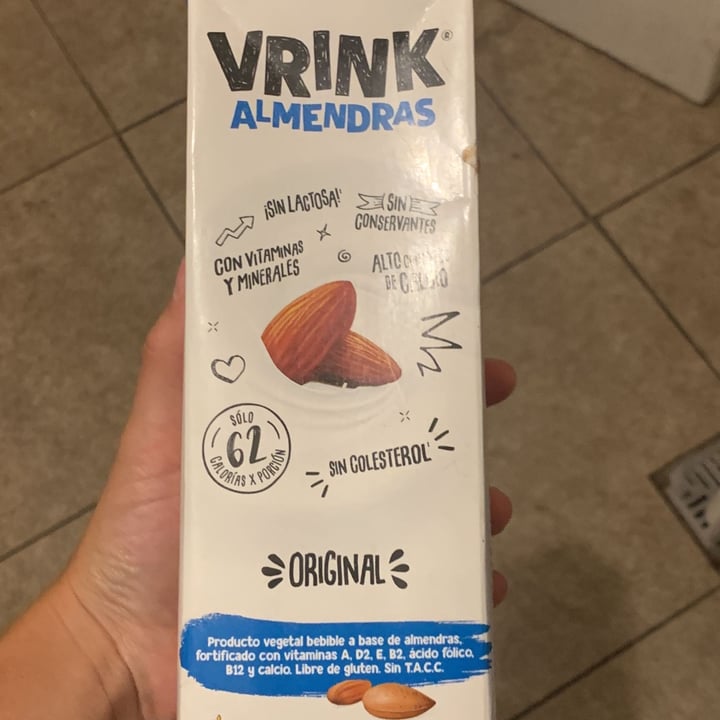 VRINK®
ALMENDRAS
¡SIN LACTOSA!
SIN
CONSERVANTES
CON VITAMINAS
Y MINERALES
ALTO
DE
SÓLO
62
CALORÍAS X PORCIÓN
SIN COLESTEROL
ORIGINAL
Producto vegetal bebible a base de almendras,
fortificado con vitaminas A, D2, E, B2, ácido fólico,
B12 y calcio. Libre de gluten. Sin T.A.C.C.